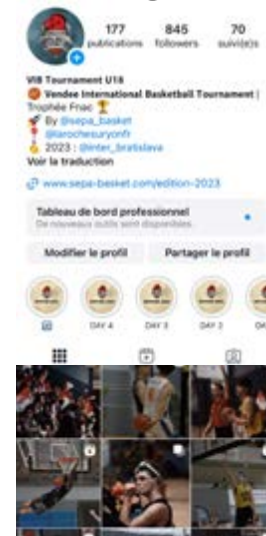 177 845 70
publications followers suivi(e)s
VIB Tournament U18
🏀 Vendee International Basketball Tournament |
Trophée Fnac 🏆
🚀 By @sepa_basket
📍 @larochesuryonfr
🥇 2023 : @inter_bratislava
Voir la traduction
www.sepa-basket.com/edition-2023
Tableau de bord professionnel
De nouveaux outils sont disponibles.
Modifier le profil Partager le profil
DAY 4 DAY 3 DAY 2